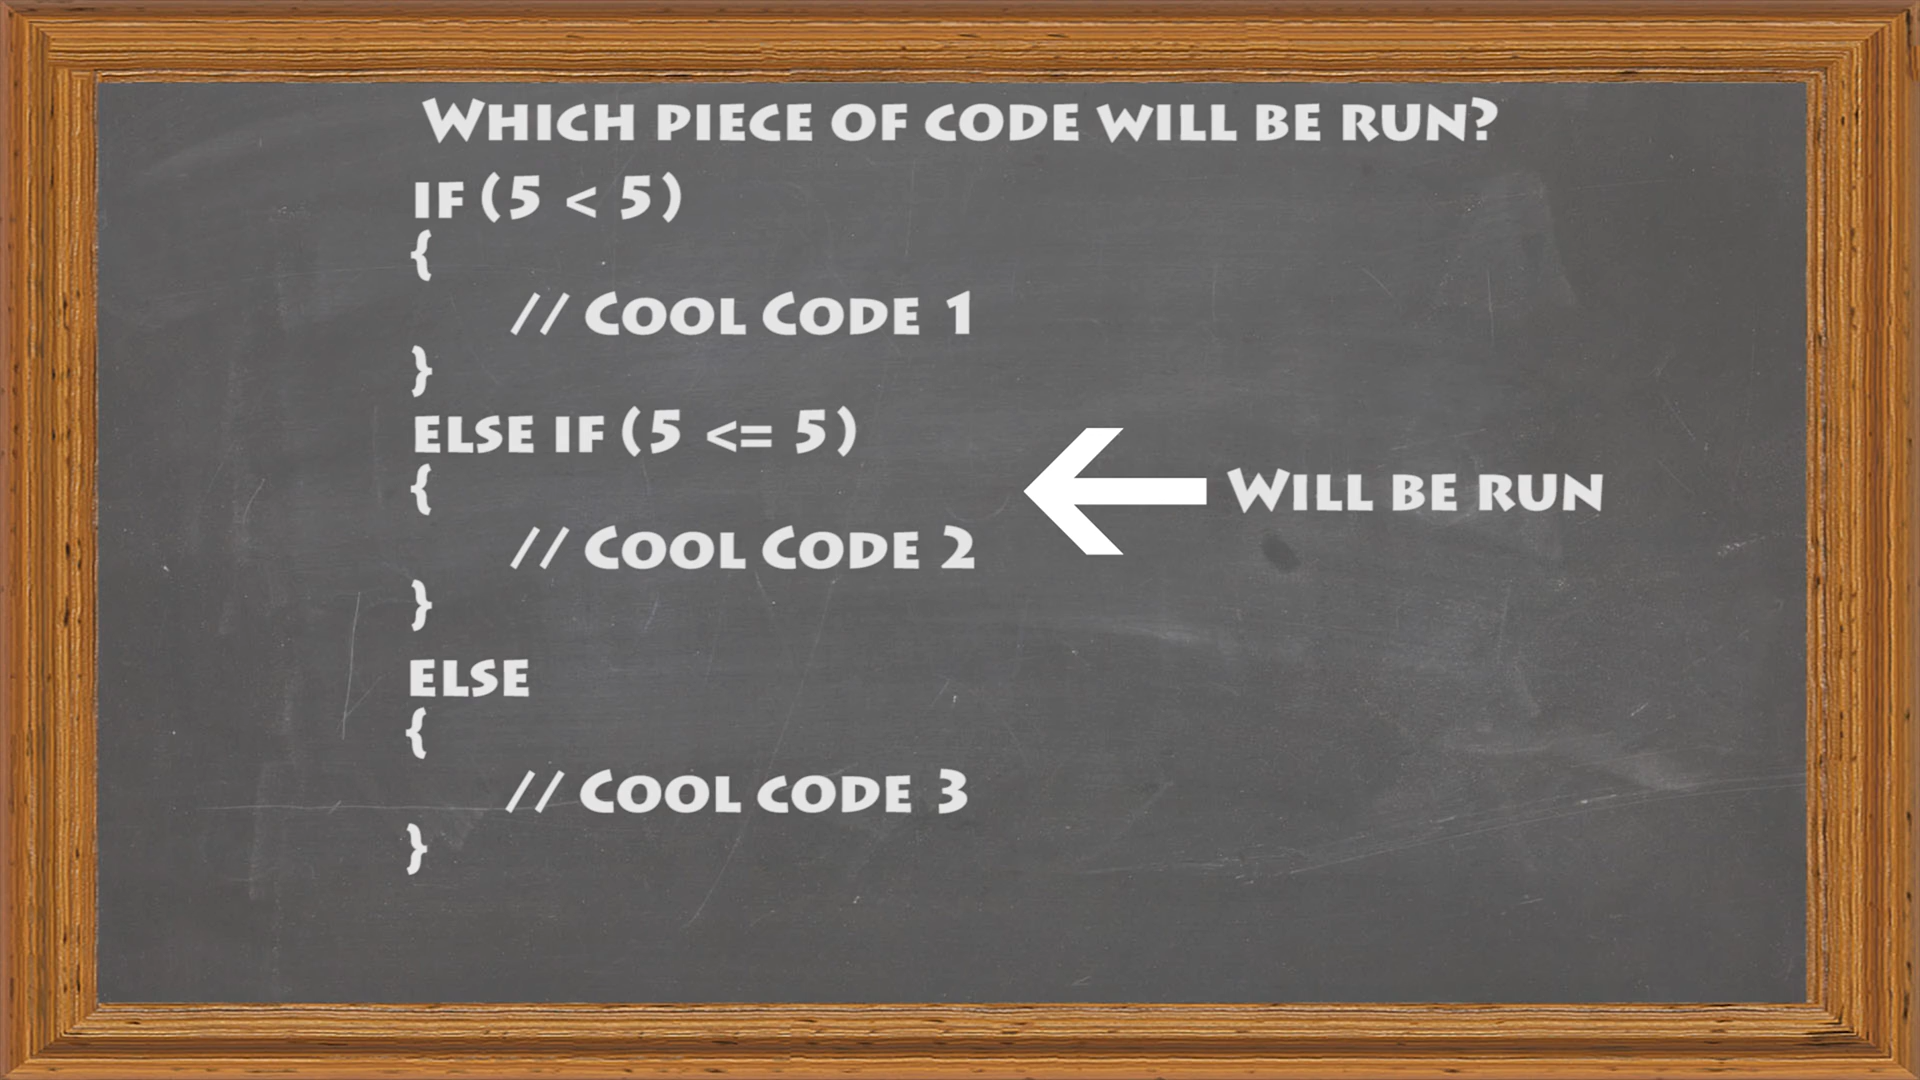 Which piece of code will be run?
if (5 < 5)
{
// Cool Code 1
}
else if (5 <= 5)
{
// Cool Code 2
}
else
{
// Cool code 3
}
Will be run